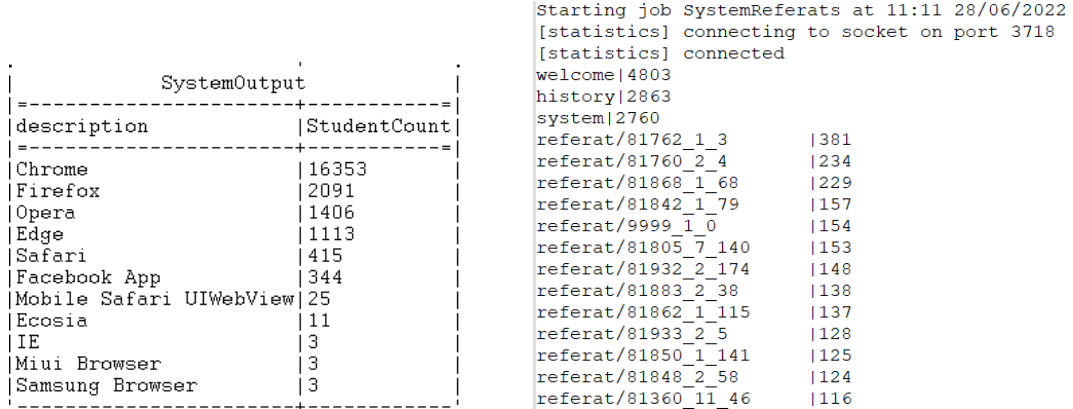 SystemOutput
|description |StudentCount|
|Chrome |16353
|Firefox |2091
|Opera |1406
|Edge |1113
|Safari |415
|Facebook App |344
|Mobile Safari UIWebView|25
|Ecosia |11
|IE |3
|Miui Browser |3
|Samsung Browser |3
Starting job SystemReferats at 11:11 28/06/2022
[statistics] connecting to socket on port 3718
[statistics] connected
welcome|4803
history|2863
system|2760
referat/81762_1_3 |381
referat/81760_2_4 |234
referat/81868_1_68 |229
referat/81842_1_79 |157
referat/9999_1_0 |154
referat/81805_7_140 |153
referat/81932_2_174 |148
referat/81883_2_38 |138
referat/81862_1_115 |137
referat/81933_2_5 |128
referat/81850_1_141 |125
referat/81848_2_58 |124
referat/81360_11_46 |116